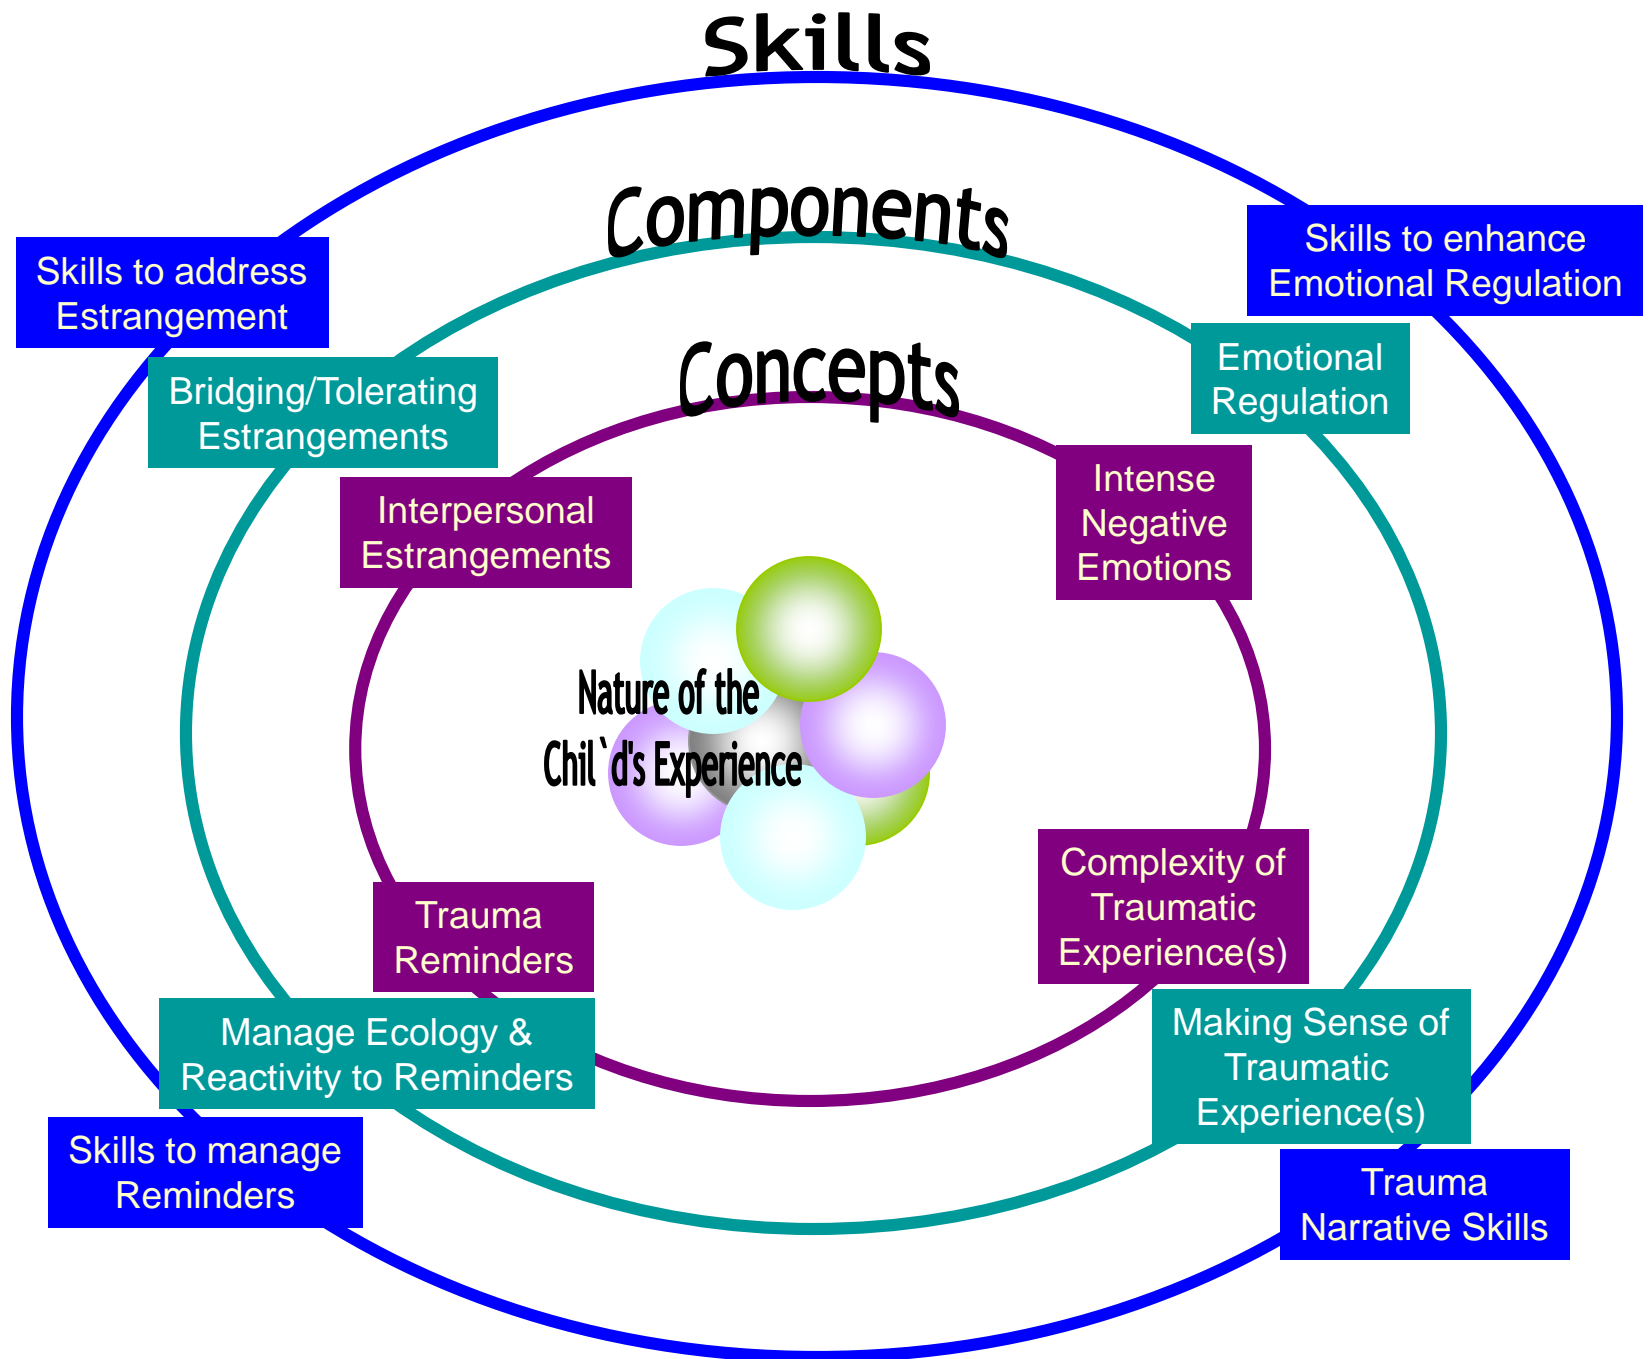 Skills
Components
Concepts
Skills to address
Estrangement
Skills to enhance
Emotional Regulation
Bridging/Tolerating
Estrangements
Emotional
Regulation
Interpersonal
Estrangements
Intense
Negative
Emotions
Nature of the
Chil`d's Experience
Trauma
Reminders
Complexity of
Traumatic
Experience(s)
Manage Ecology &
Reactivity to Reminders
Making Sense of
Traumatic
Experience(s)
Skills to manage
Reminders
Trauma
Narrative Skills